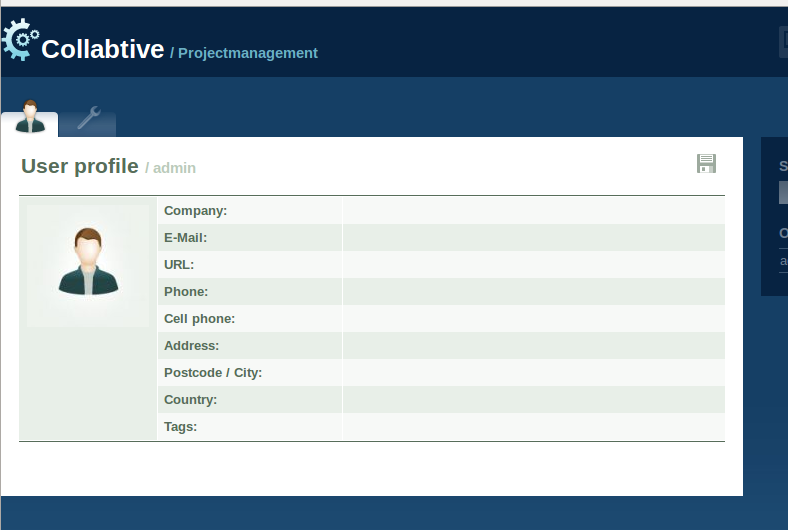 Collabtive / Projectmanagement
User profile / admin
Company:
E-Mail:
URL:
Phone:
Cell phone:
Address:
Postcode / City:
Country:
Tags: